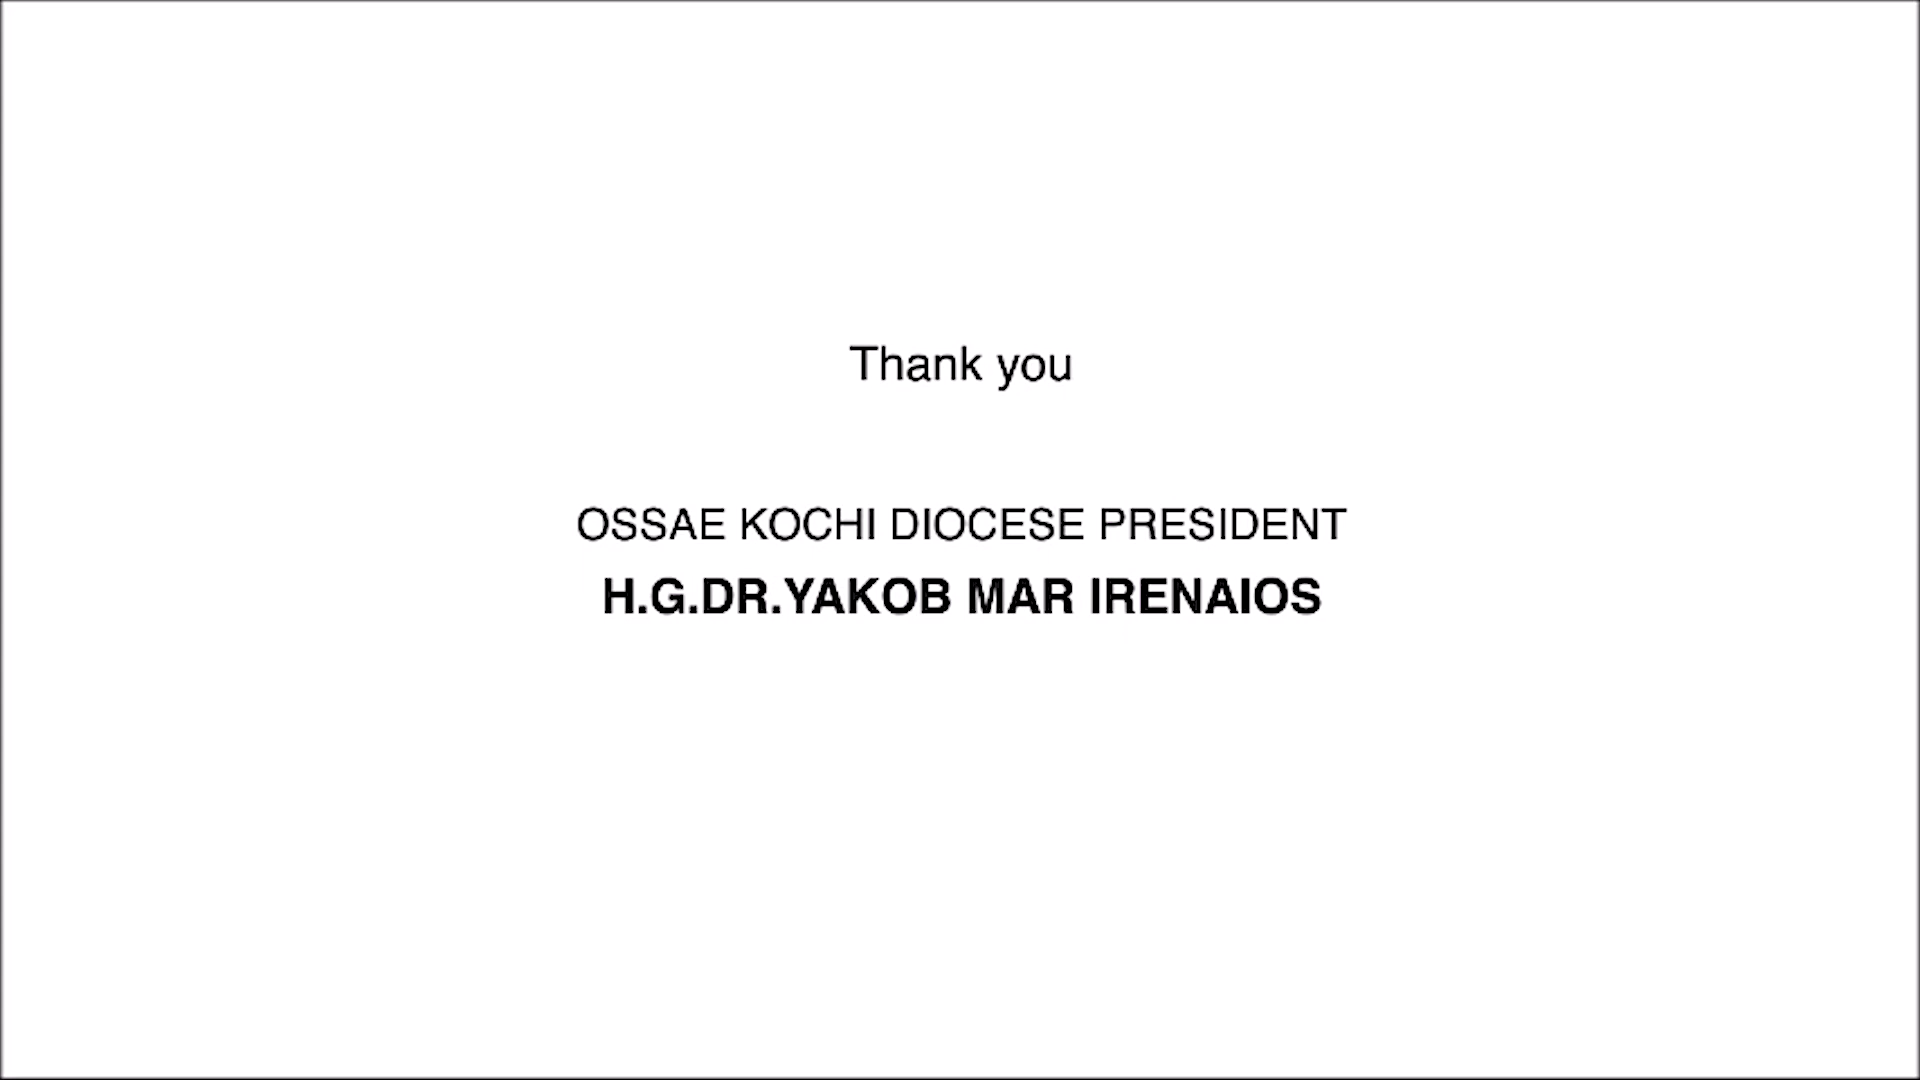 Thank you
OSSAE KOCHI DIOCESE PRESIDENT
H.G.DR.YAKOB MAR IRENAIOS